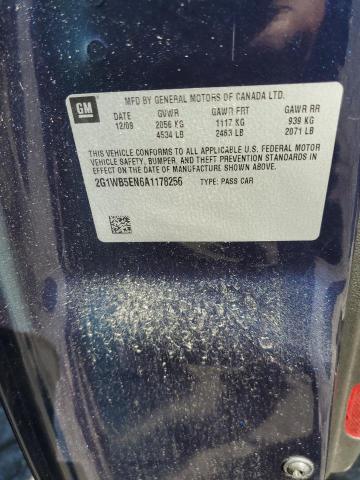 GM
MFD BY GENERAL MOTORS OF CANADA LTD.
DATE GVWR GAWR FRT GAWR RR
12/09 2056 KG 1117 KG 939 KG
4534 LB 2463 LB 2071 LB
THIS VEHICLE CONFORMS TO ALL APPLICABLE U.S. FEDERAL MOTOR
VEHICLE SAFETY, BUMPER, AND THEFT PREVENTION STANDARDS IN
EFFECT ON THE DATE OF MANUFACTURE SHOWN ABOVE.
2G1WB5EN6A1178256 TYPE: PASS CAR